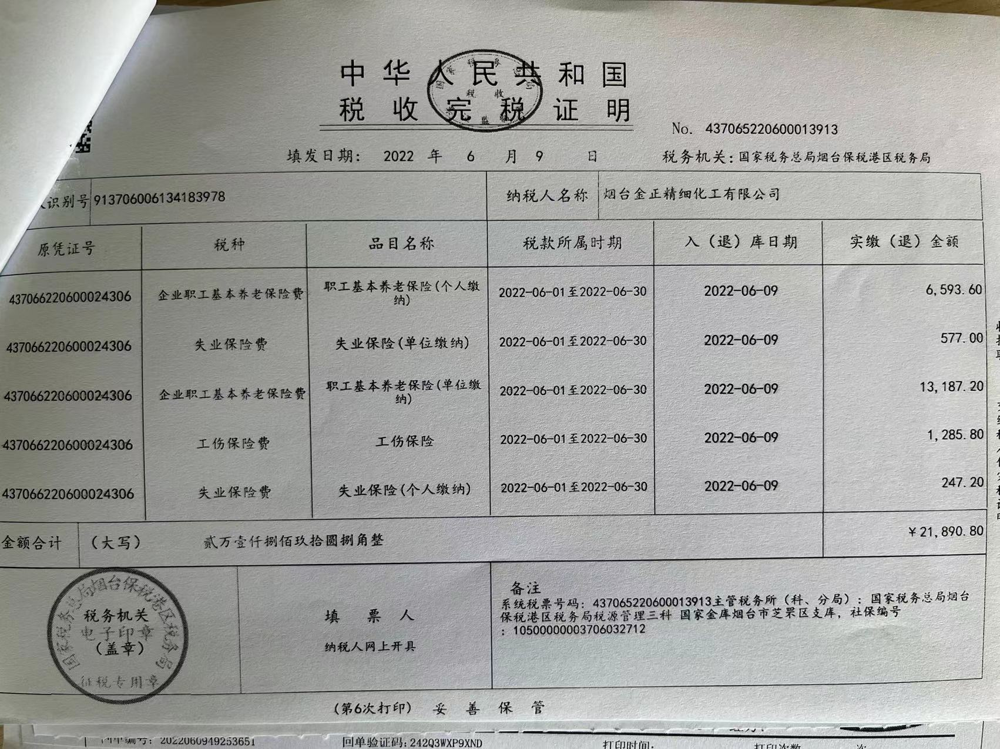 中华人民共和国
税收完税证明
No. 437065220600013913
填发日期: 2022 年 6 月 9 日
税务机关:国家税务总局烟台保税港区税务局
识别号 913706006134183978
纳税人名称 烟台金正精细化工有限公司
原凭证号 税种 品目名称 税款所属时期 入（退）库日期 实缴（退）金额
437066220600024306 企业职工基本养老保险费 职工基本养老保险(个人缴 2022-06-01至2022-06-30 2022-06-09 6,593.60
纳)
437066220600024306 失业保险费 失业保险(单位缴纳) 2022-06-01至2022-06-30 2022-06-09 577.00
437066220600024306 企业职工基本养老保险费 职工基本养老保险(单位缴 2022-06-01至2022-06-30 2022-06-09 13,187.20
纳)
437066220600024306 工伤保险费 工伤保险 2022-06-01至2022-06-30 2022-06-09 1,285.80
437066220600024306 失业保险费 失业保险(个人缴纳) 2022-06-01至2022-06-30 2022-06-09 247.20
金额合计 （大写） 贰万壹仟捌佰玖拾圆捌角整 ￥21,890.80
国家税务总局烟台保税港区税务局
税务机关
电子印章
（盖章）
征税专用章
填票人
纳税人网上开具
备注
系统税票号码: 437065220600013913主管税务所（科、分局）: 国家税务总局烟台
保税港区税务局税源管理三科 国家金库烟台市芝罘区支库, 社保编号
: 10500000003706032712
(第6次打印) 妥善保管
回单编号: 2022060949253651
回单验证码:242Q3WXP9XND
打印时间:
打印次数